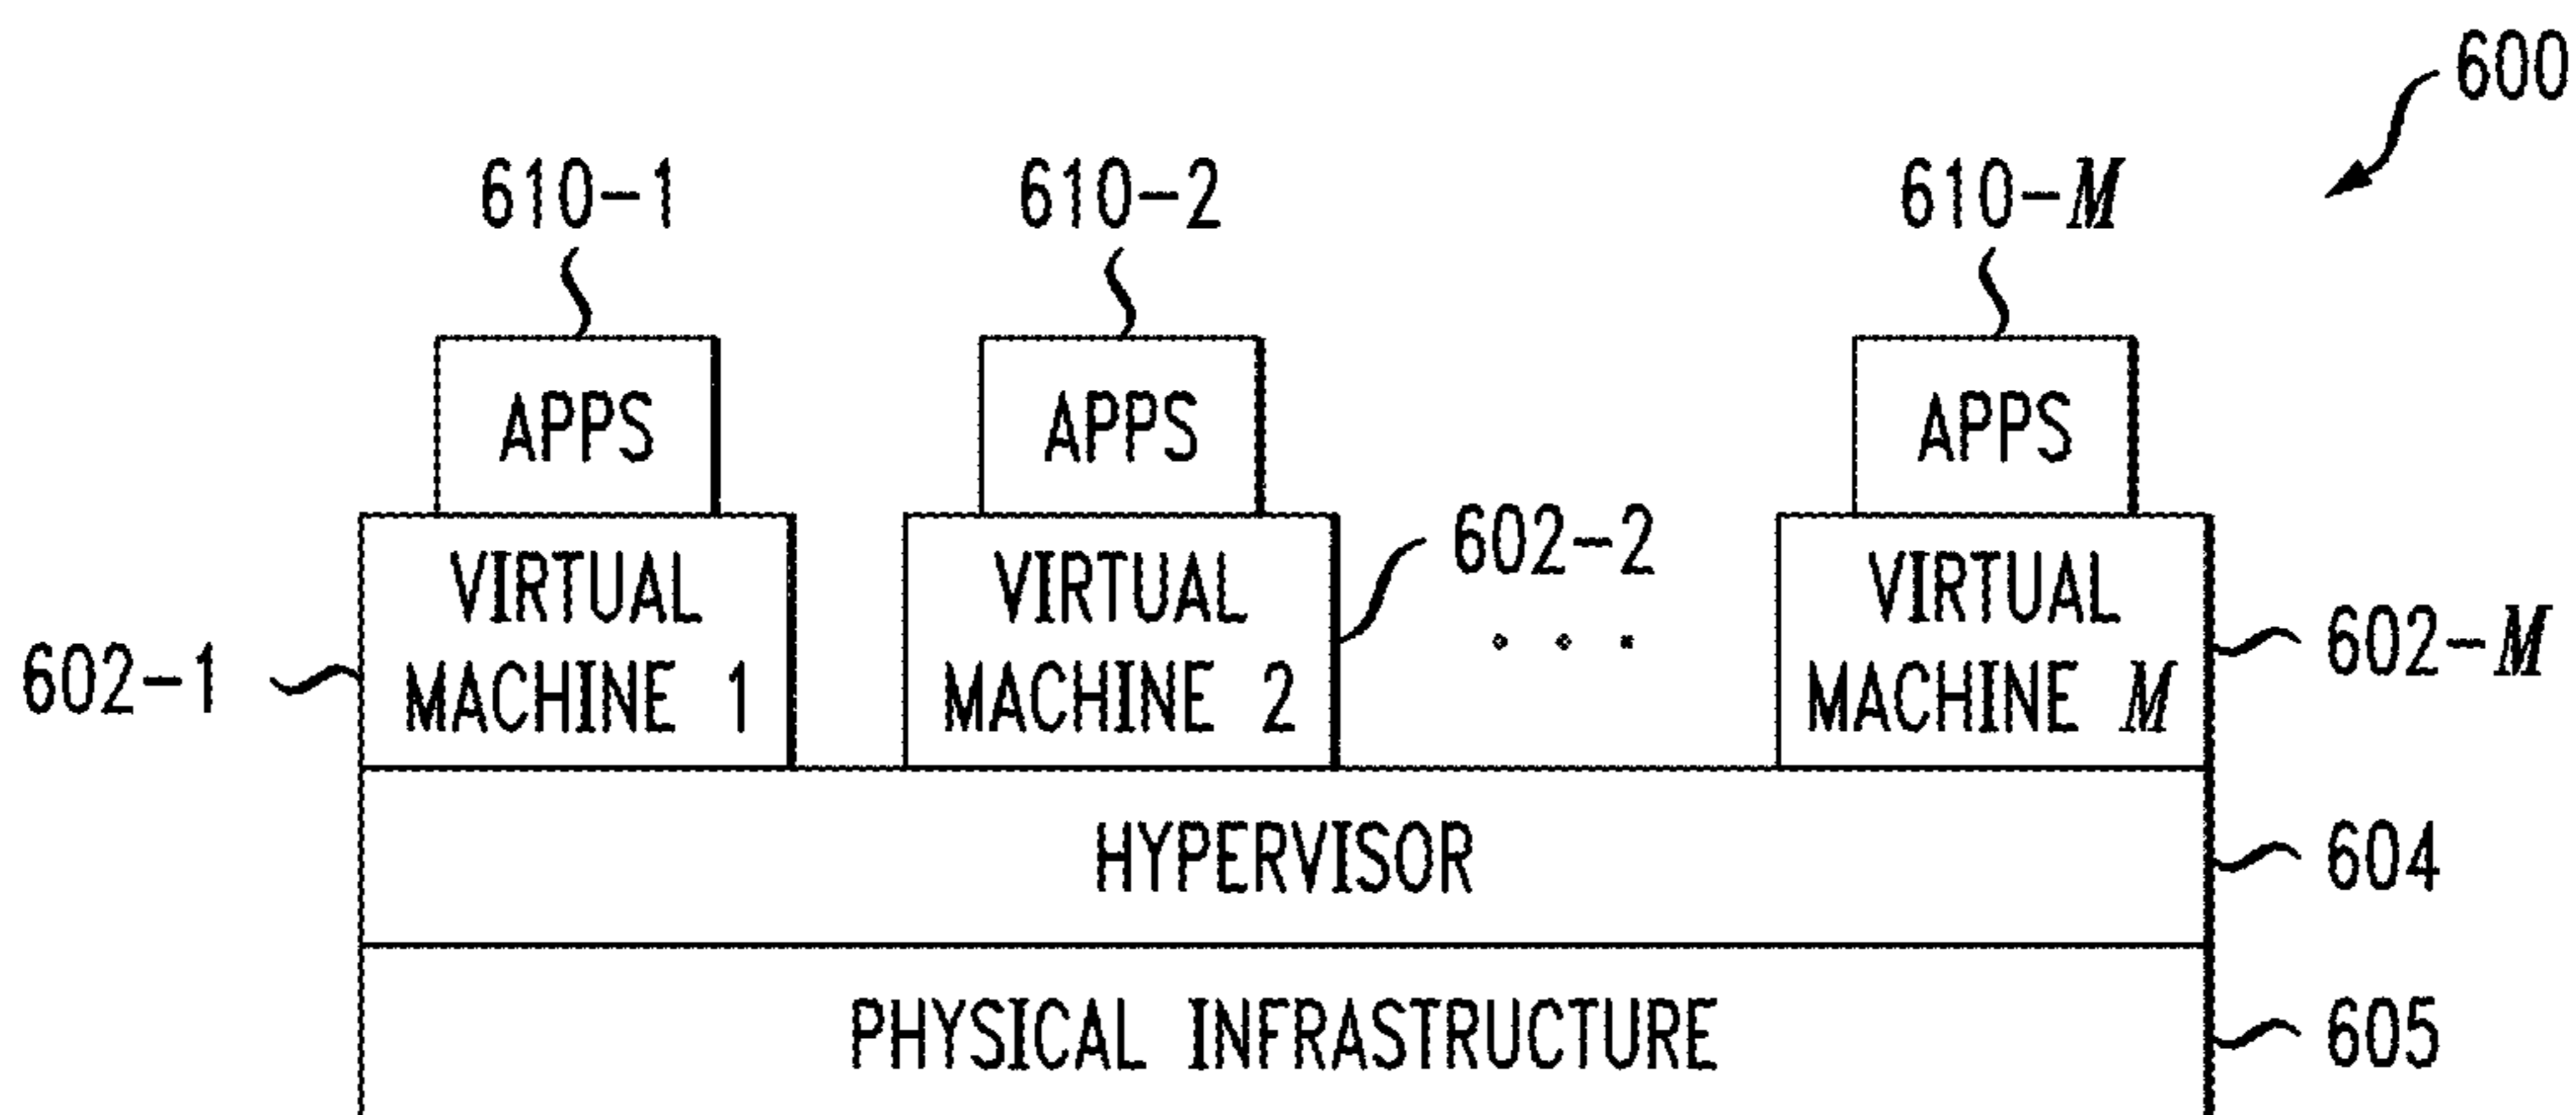 600
610-1 610-2 610-M
APPS APPS APPS
602-2
VIRTUAL MACHINE 1
VIRTUAL MACHINE 2
VIRTUAL MACHINE M
602-1
. . .
602-M
HYPERVISOR 604
PHYSICAL INFRASTRUCTURE 605